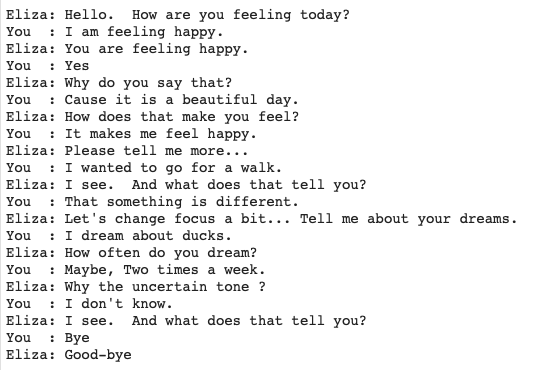 Eliza: Hello.  How are you feeling today?
You  : I am feeling happy.
Eliza: You are feeling happy.
You  : Yes
Eliza: Why do you say that?
You  : Cause it is a beautiful day.
Eliza: How does that make you feel?
You  : It makes me feel happy.
Eliza: Please tell me more...
You  : I wanted to go for a walk.
Eliza: I see.  And what does that tell you?
You  : That something is different.
Eliza: Let's change focus a bit... Tell me about your dreams.
You  : I dream about ducks.
Eliza: How often do you dream?
You  : Maybe, Two times a week.
Eliza: Why the uncertain tone ?
You  : I don't know.
Eliza: I see.  And what does that tell you?
You  : Bye
Eliza: Good-bye